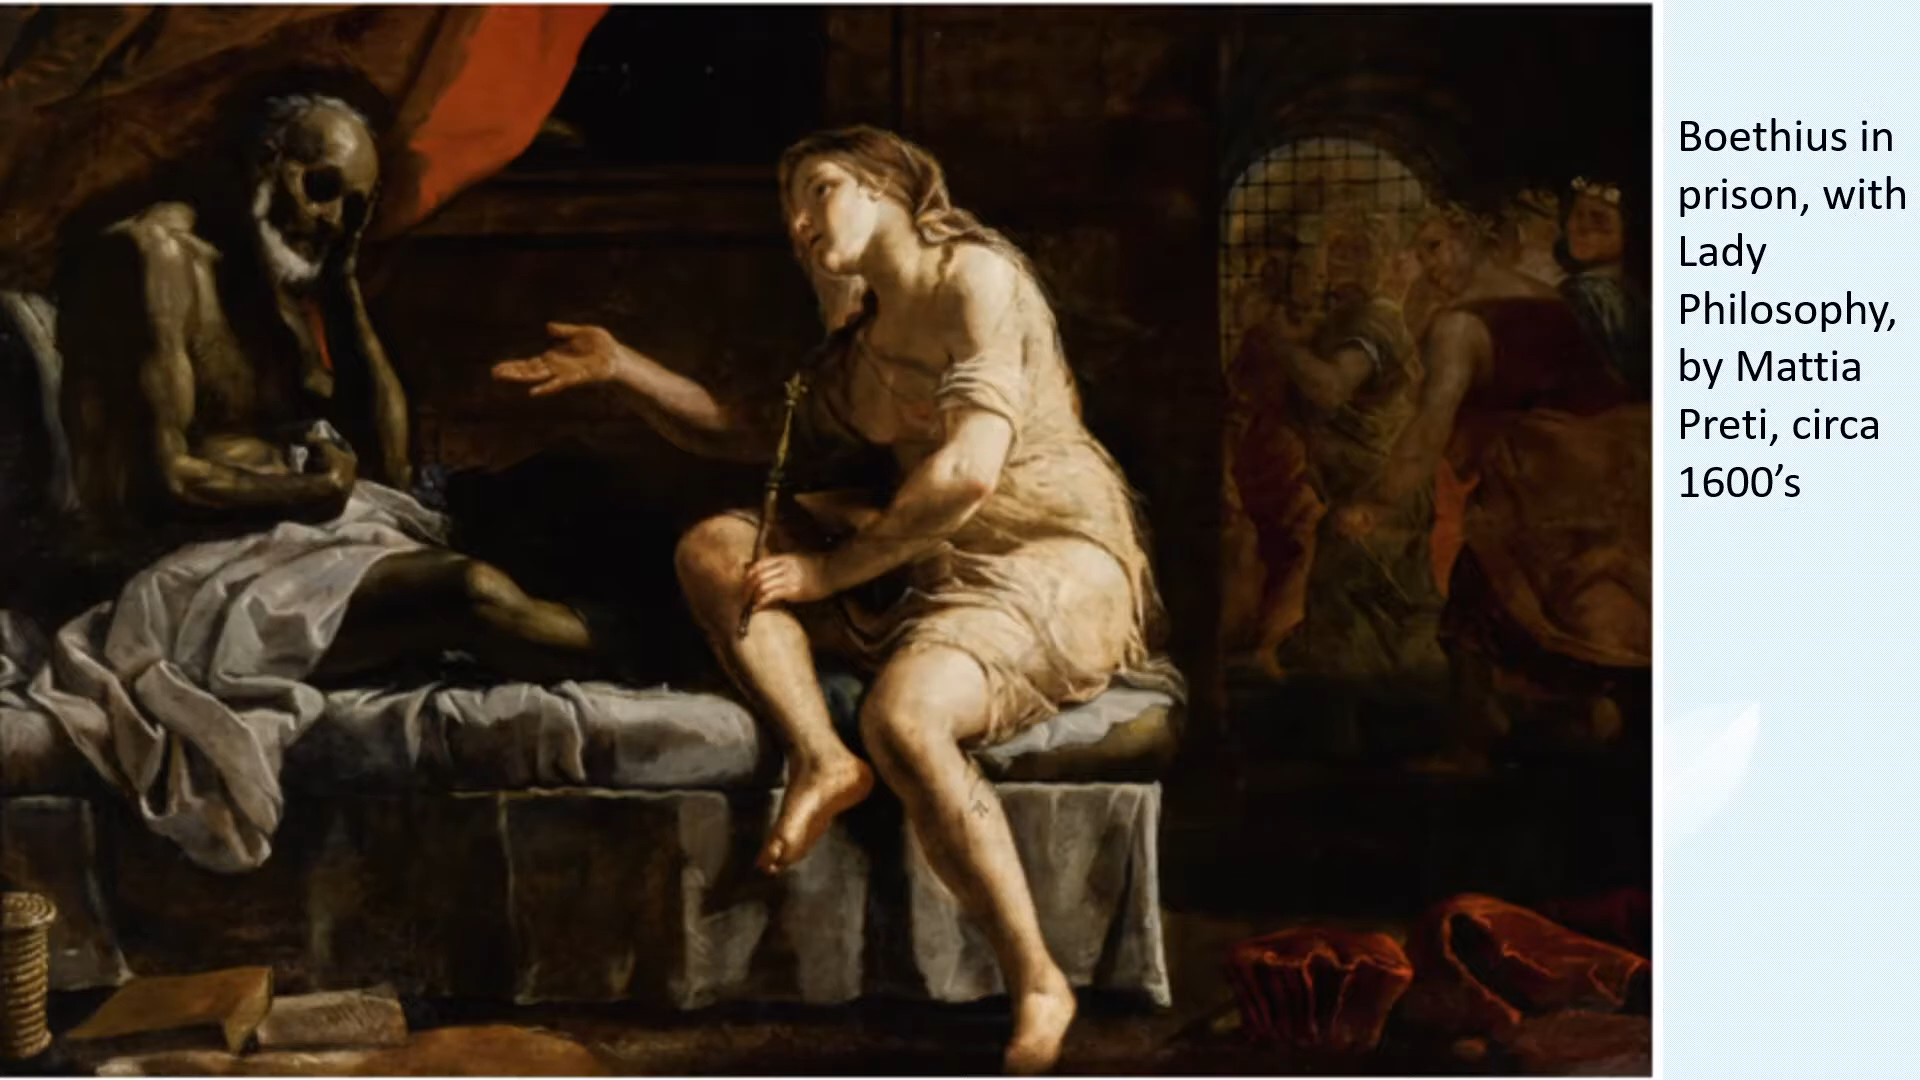 Boethius in
prison, with
Lady
Philosophy,
by Mattia
Preti, circa
1600’s